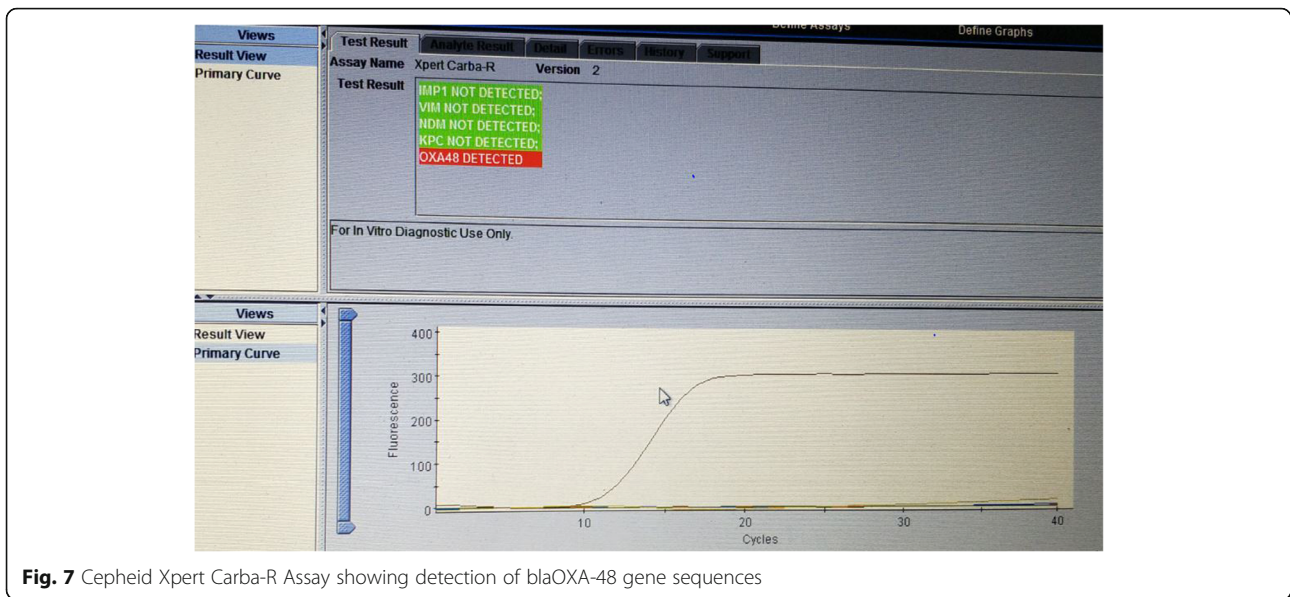 Define Assays
Define Graphs
Views
Result View
Primary Curve
Test Result
Analyte Result
Detail
Errors
History
Support
Assay Name Xpert Carba-R Version 2
Test Result
IMP1 NOT DETECTED;
VIM NOT DETECTED;
NDM NOT DETECTED;
KPC NOT DETECTED;
OXA48 DETECTED
For In Vitro Diagnostic Use Only.
Views
Result View
Primary Curve
400
300
200
100
0
Fluorescence
10
20
30
40
Cycles
Fig. 7 Cepheid Xpert Carba-R Assay showing detection of blaOXA-48 gene sequences